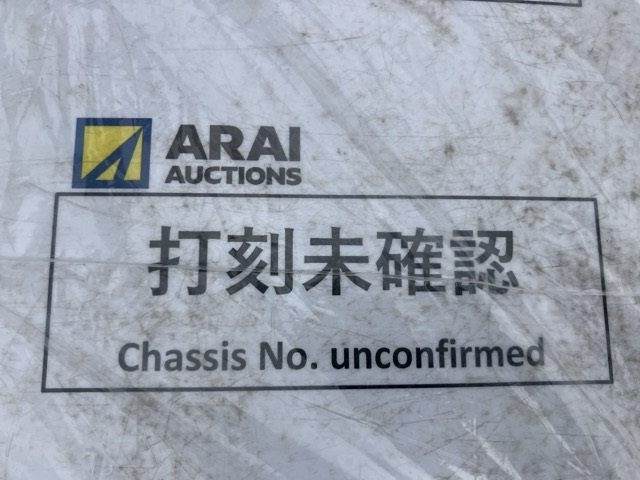 ARAI
AUCTIONS
打刻未確認
Chassis No. unconfirmed